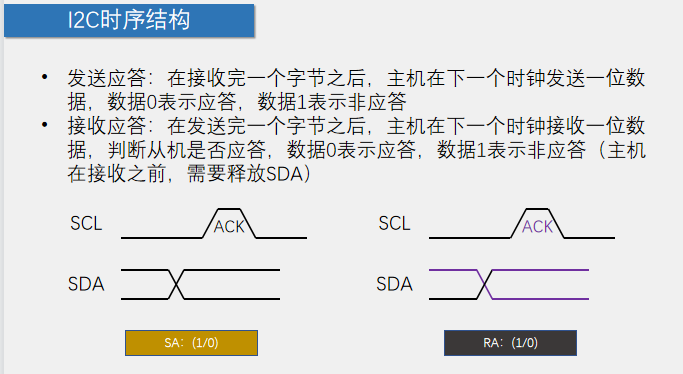 I2C时序结构
• 发送应答：在接收完一个字节之后，主机在下一个时钟发送一位数
据，数据0表示应答，数据1表示非应答
• 接收应答：在发送完一个字节之后，主机在下一个时钟接收一位数
据，判断从机是否应答，数据0表示应答，数据1表示非应答（主机
在接收之前，需要释放SDA）
SCL ACK
SDA
SA：(1/0)
SCL ACK
SDA
RA：(1/0)